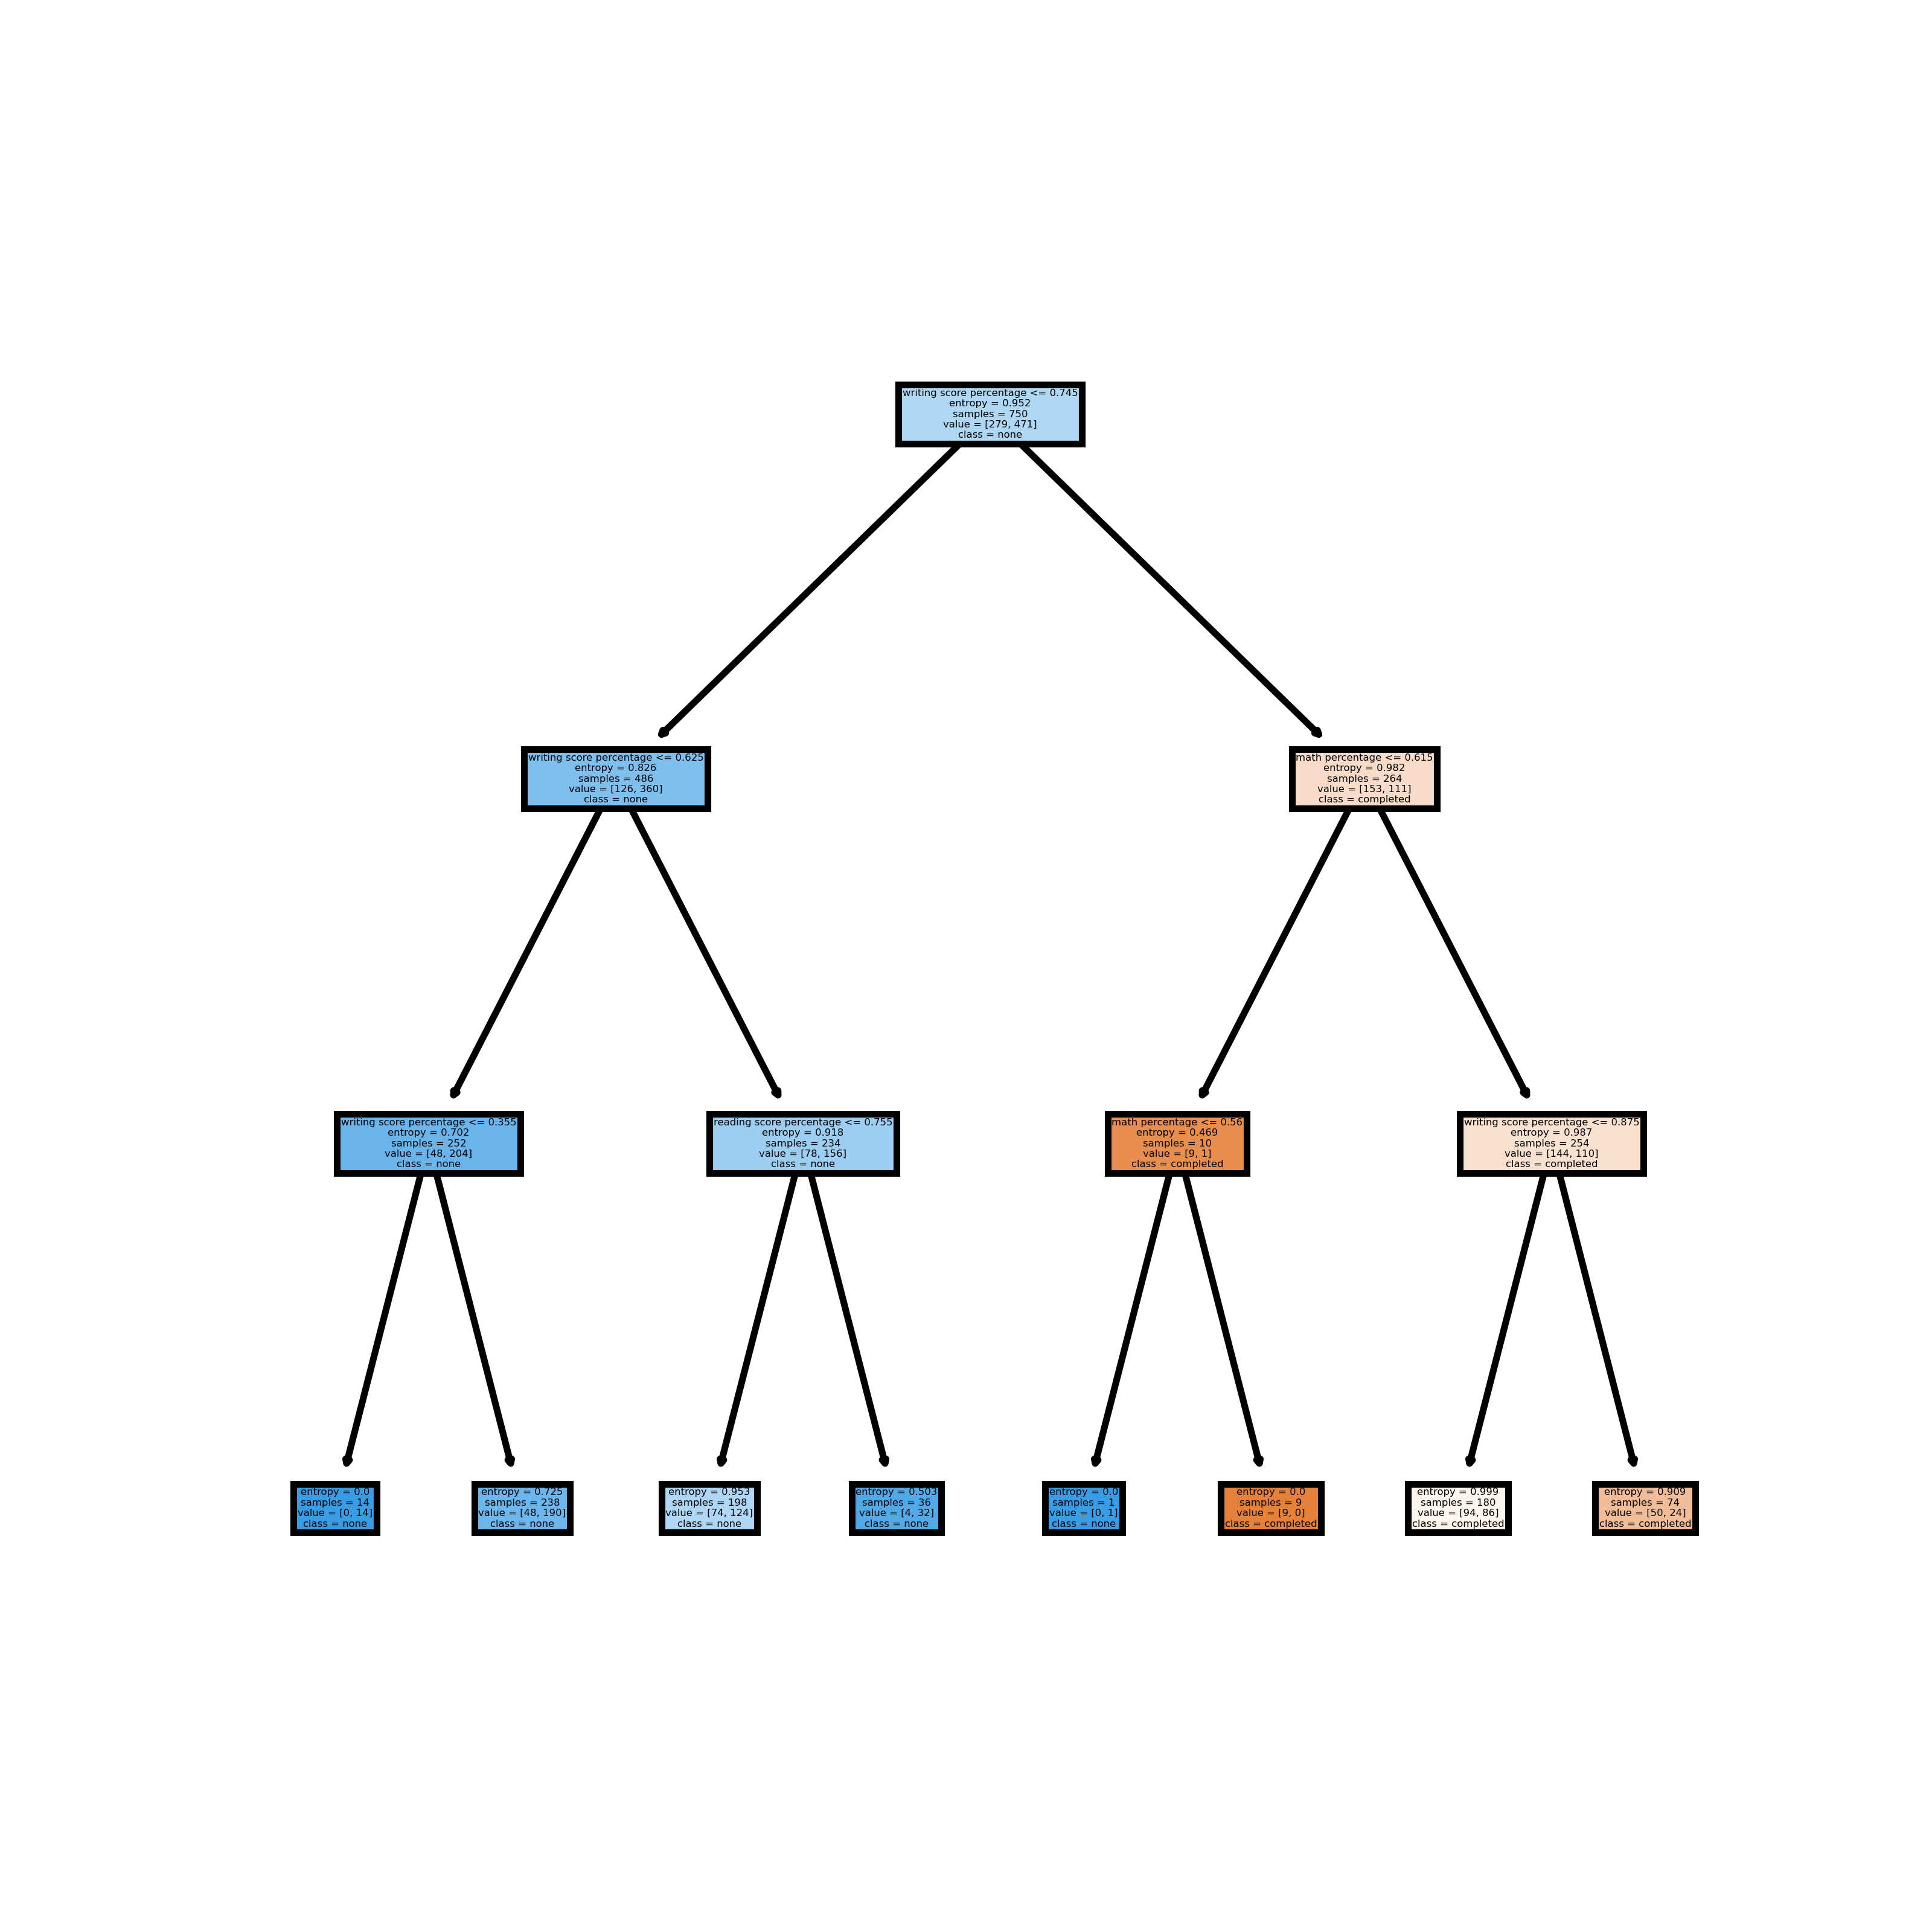 writing score percentage <= 0.745
entropy = 0.952
samples = 750
value = [279, 471]
class = none
writing score percentage <= 0.625
entropy = 0.826
samples = 486
value = [126, 360]
class = none
math percentage <= 0.615
entropy = 0.982
samples = 264
value = [153, 111]
class = completed
writing score percentage <= 0.355
entropy = 0.702
samples = 252
value = [48, 204]
class = none
reading score percentage <= 0.755
entropy = 0.918
samples = 234
value = [78, 156]
class = none
math percentage <= 0.56
entropy = 0.469
samples = 10
value = [9, 1]
class = completed
writing score percentage <= 0.875
entropy = 0.987
samples = 254
value = [144, 110]
class = completed
entropy = 0.0
samples = 14
value = [0, 14]
class = none
entropy = 0.725
samples = 238
value = [48, 190]
class = none
entropy = 0.953
samples = 198
value = [74, 124]
class = none
entropy = 0.503
samples = 36
value = [4, 32]
class = none
entropy = 0.0
samples = 1
value = [0, 1]
class = none
entropy = 0.0
samples = 9
value = [9, 0]
class = completed
entropy = 0.999
samples = 180
value = [94, 86]
class = completed
entropy = 0.909
samples = 74
value = [50, 24]
class = completed